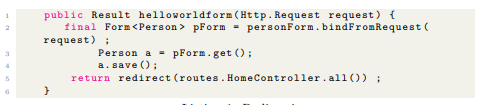 1 public Result helloworldform(Http.Request request) {
2 final Form<Person> pForm = personForm.bindFromRequest(
request) ;
3 Person a = pForm.get();
4 a.save();
5 return redirect(routes.HomeController.all()) ;
6 }